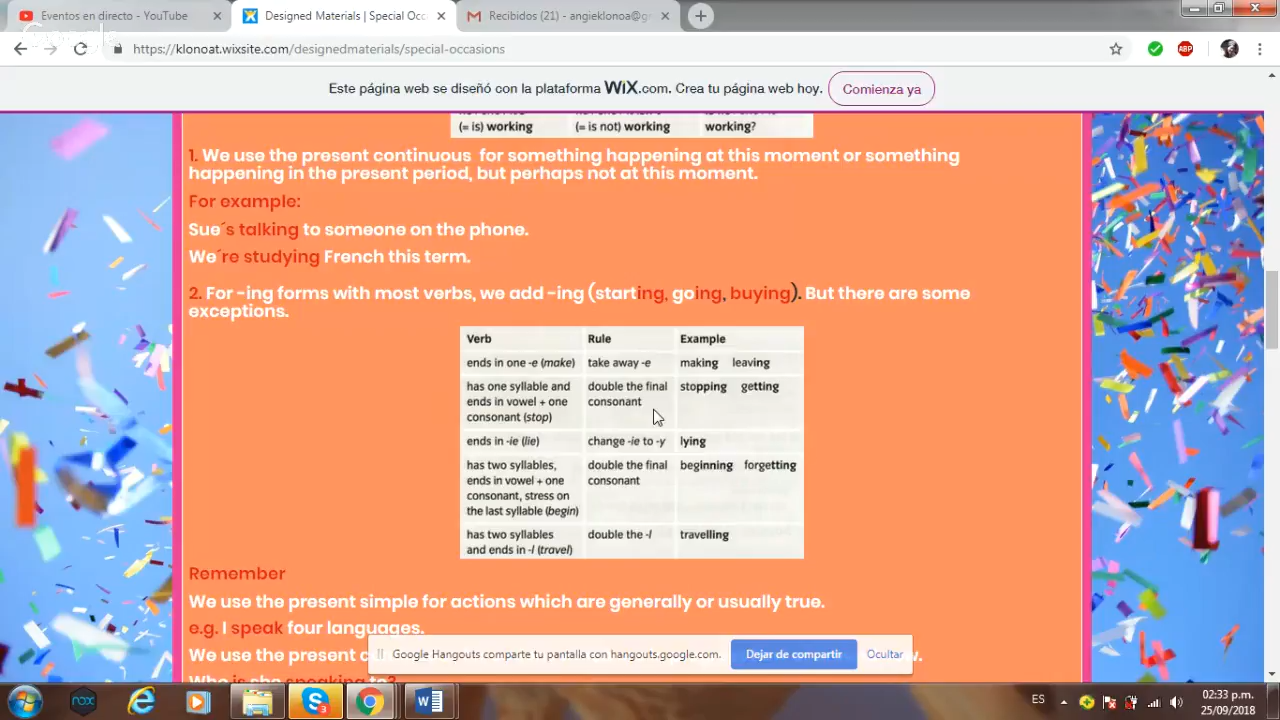 Eventos en directo - YouTube
Designed Materials | Special Occ
Recibidos (21) - angieklonoa@g
https://klonoat.wixsite.com/designedmaterials/special-occasions
ABP
Este página web se diseñó con la plataforma WiX.com. Crea tu página web hoy. Comienza ya
(= is) working (= is not) working working?
1. We use the present continuous for something happening at this moment or something
happening in the present period, but perhaps not at this moment.
For example:
Sue´s talking to someone on the phone.
We´re studying French this term.
2. For -ing forms with most verbs, we add -ing (starting, going, buying). But there are some
exceptions.
Verb Rule Example
ends in one -e (make) take away -e making leaving
has one syllable and double the final stopping getting
ends in vowel + one consonant
consonant (stop)
ends in -ie (lie) change -ie to -y lying
has two syllables, double the final beginning forgetting
ends in vowel + one consonant
consonant, stress on
the last syllable (begin)
has two syllables double the -l travelling
and ends in -l (travel)
Remember
We use the present simple for actions which are generally or usually true.
e.g. I speak four languages.
We use the present
Google Hangouts comparte tu pantalla con hangouts.google.com. Dejar de compartir Ocultar
Who is she speaking to?
nox
3
ES
02:33 p.m.
25/09/2018